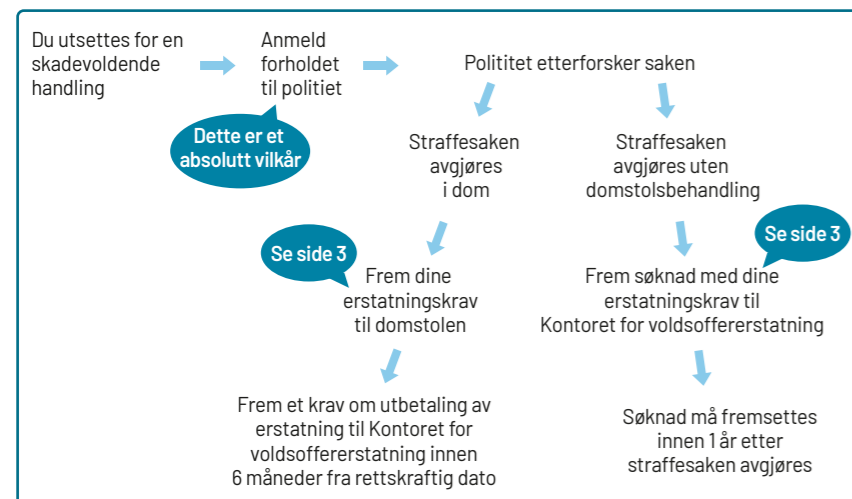 Du utsettes for en
skadevoldende
handling
Anmeld
forholdet
til politiet
Dette er et
absolutt vilkår
Polititet etterforsker saken
Straffesaken
avgjøres
i dom
Se side 3
Frem dine
erstatningskrav
til domstolen
Frem et krav om utbetaling av
erstatning til Kontoret for
voldsoffererstatning innen
6 måneder fra rettskraftig dato
Straffesaken
avgjøres uten
domstolsbehandling
Se side 3
Frem søknad med dine
erstatningskrav til
Kontoret for voldsoffererstatning
Søknad må fremsettes
innen 1 år etter
straffesaken avgjøres